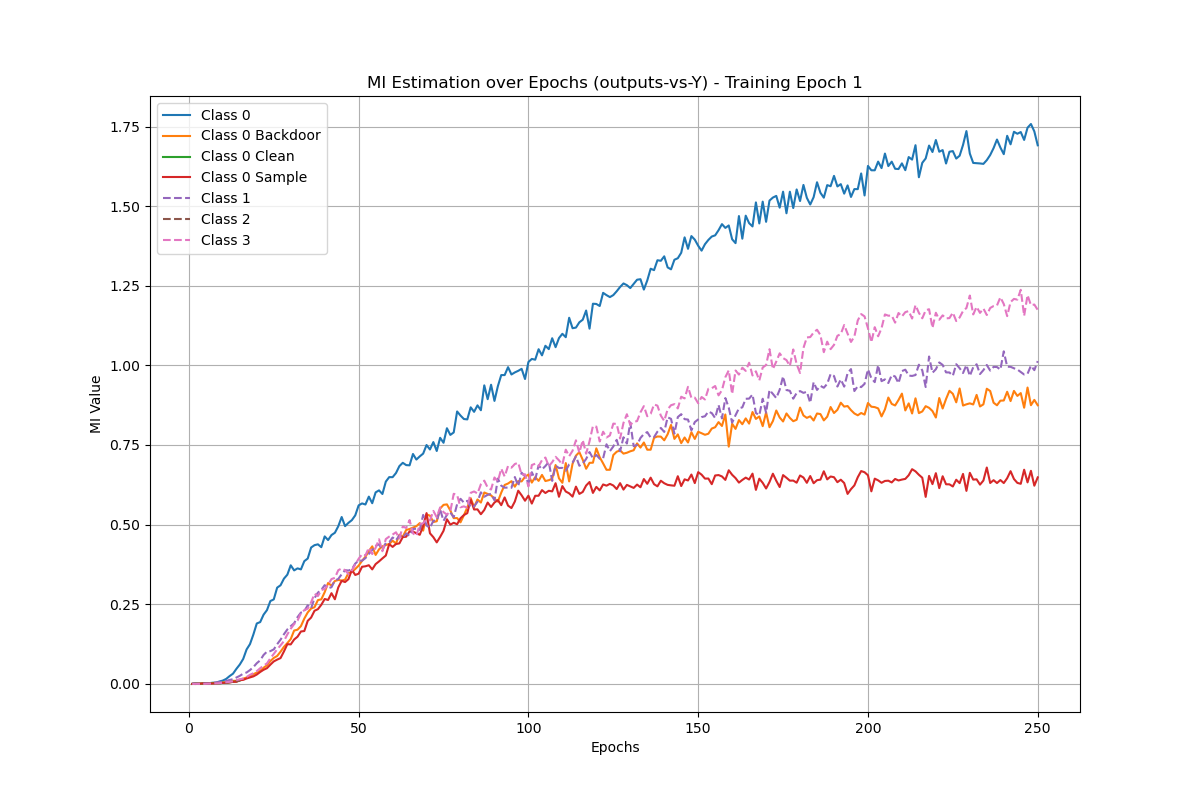 MI Estimation over Epochs (outputs-vs-Y) - Training Epoch 1
Class 0
Class 0 Backdoor
Class 0 Clean
Class 0 Sample
Class 1
Class 2
Class 3
MI Value
1.75
1.50
1.25
1.00
0.75
0.50
0.25
0.00
0 50 100 150 200 250
Epochs